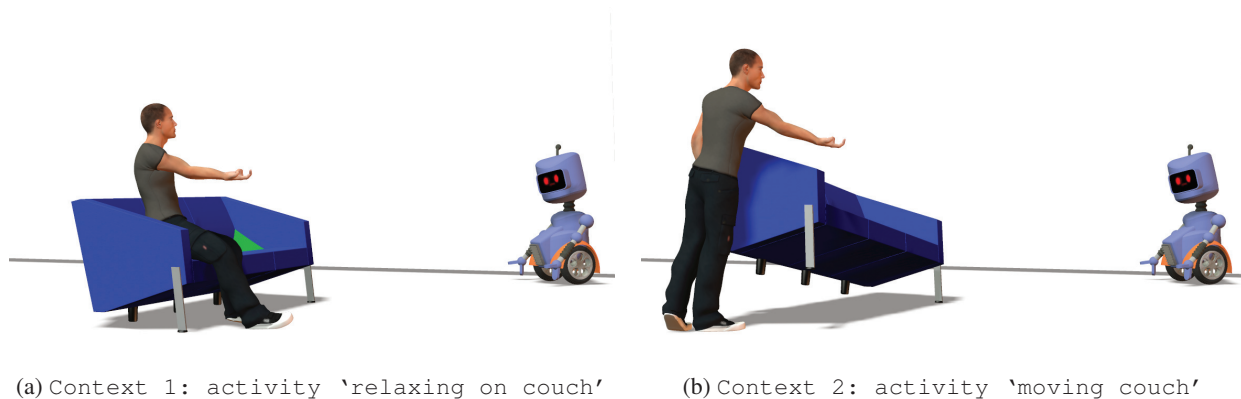 (a) Context 1: activity ‘relaxing on couch’
(b) Context 2: activity ‘moving couch’